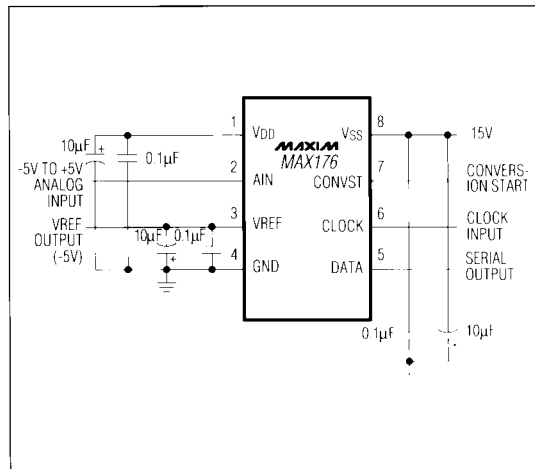 1
VDD
MAXIM
MAX176
VSS
8
15V
10µF
+
0.1µF
-5V TO +5V
ANALOG
INPUT
2
AIN
CONVST
7
CONVERS-
ION START
VREF
OUTPUT
(-5V)
3
VREF
CLOCK
6
CLOCK
INPUT
10µF
0.1µF
+
4
GND
DATA
5
SERIAL
OUTPUT
0.1µF
10µF